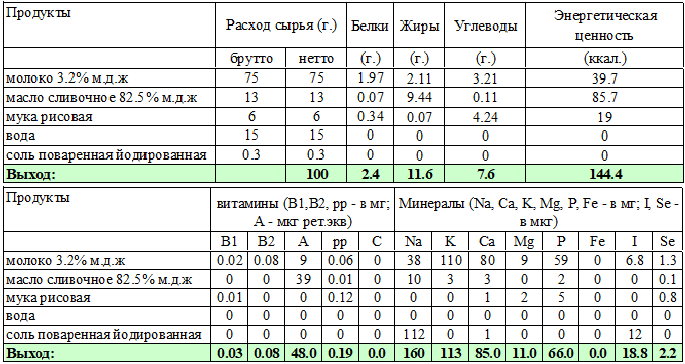 Продукты Расход сырья (г.) Белки Жиры Углеводы Энергетическая ценность
брутто нетто (г.) (г.) (г.) (ккал.)
молоко 3.2% м.д.ж 75 75 1.97 2.11 3.21 39.7
масло сливочное 82.5% м.д.ж 13 13 0.07 9.44 0.11 85.7
мука рисовая 6 6 0.34 0.07 4.24 19
вода 15 15 0 0 0 0
соль поваренная йодированная 0.3 0.3 0 0 0 0
Выход: 100 2.4 11.6 7.6 144.4
Продукты витамины (B1,B2, pp - в мг; Минералы (Na, Ca, K, Mg, P, Fe - в мг; I, Se -
A - мкг рет.экв) в мкг)
B1 B2 A pp C Na K Ca Mg P Fe I Se
молоко 3.2% м.д.ж 0.02 0.08 9 0.06 0 38 110 80 9 59 0 6.8 1.3
масло сливочное 82.5% м.д.ж 0 0 39 0.01 0 10 3 3 0 2 0 0 0.1
мука рисовая 0.01 0 0 0.12 0 0 0 1 2 5 0 0 0.8
вода 0 0 0 0 0 0 0 0 0 0 0 0 0
соль поваренная йодированная 0 0 0 0 0 112 0 1 0 0 0 12 0
Выход: 0.03 0.08 48.0 0.19 0.0 160 113 85.0 11.0 66.0 0.0 18.8 2.2